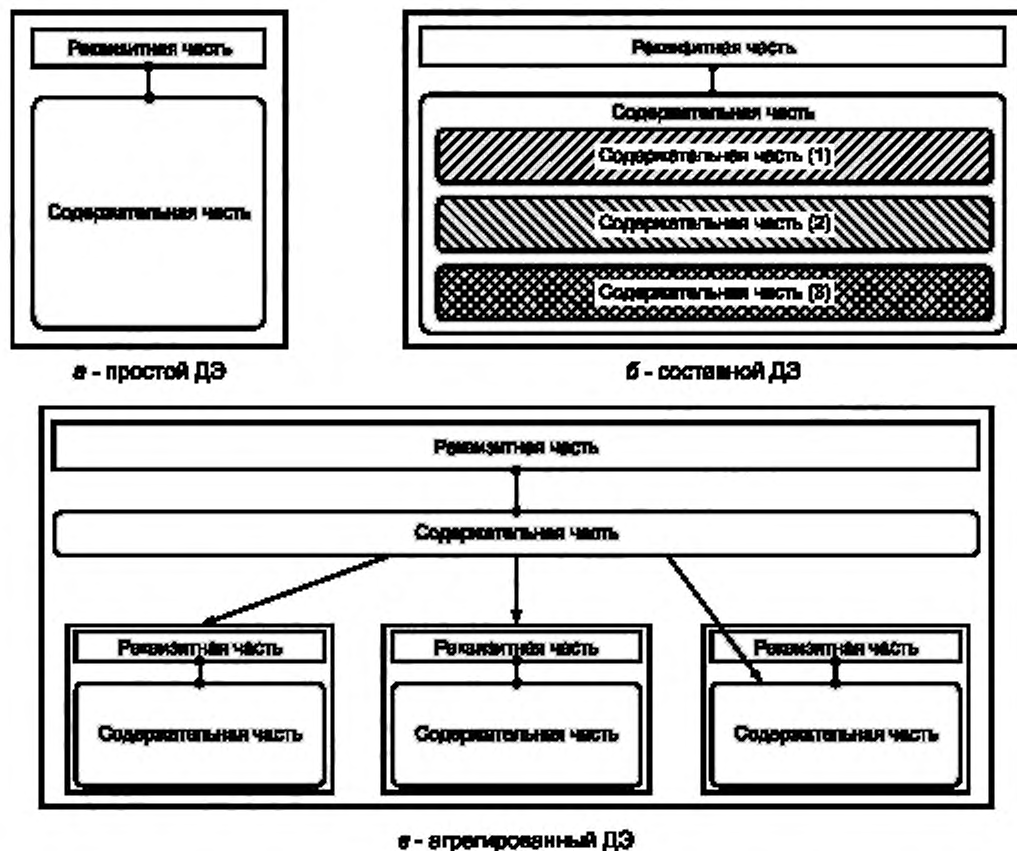 Реквизитная часть
Содержательная часть
а - простой ДЭ
Реквизитная часть
Содержательная часть
Содержательная часть (1)
Содержательная часть (2)
Содержательная часть (3)
б - составной ДЭ
Реквизитная часть
Содержательная часть
Реквизитная часть
Реквизитная часть
Реквизитная часть
Содержательная часть
Содержательная часть
Содержательная часть
в - агрегированный ДЭ